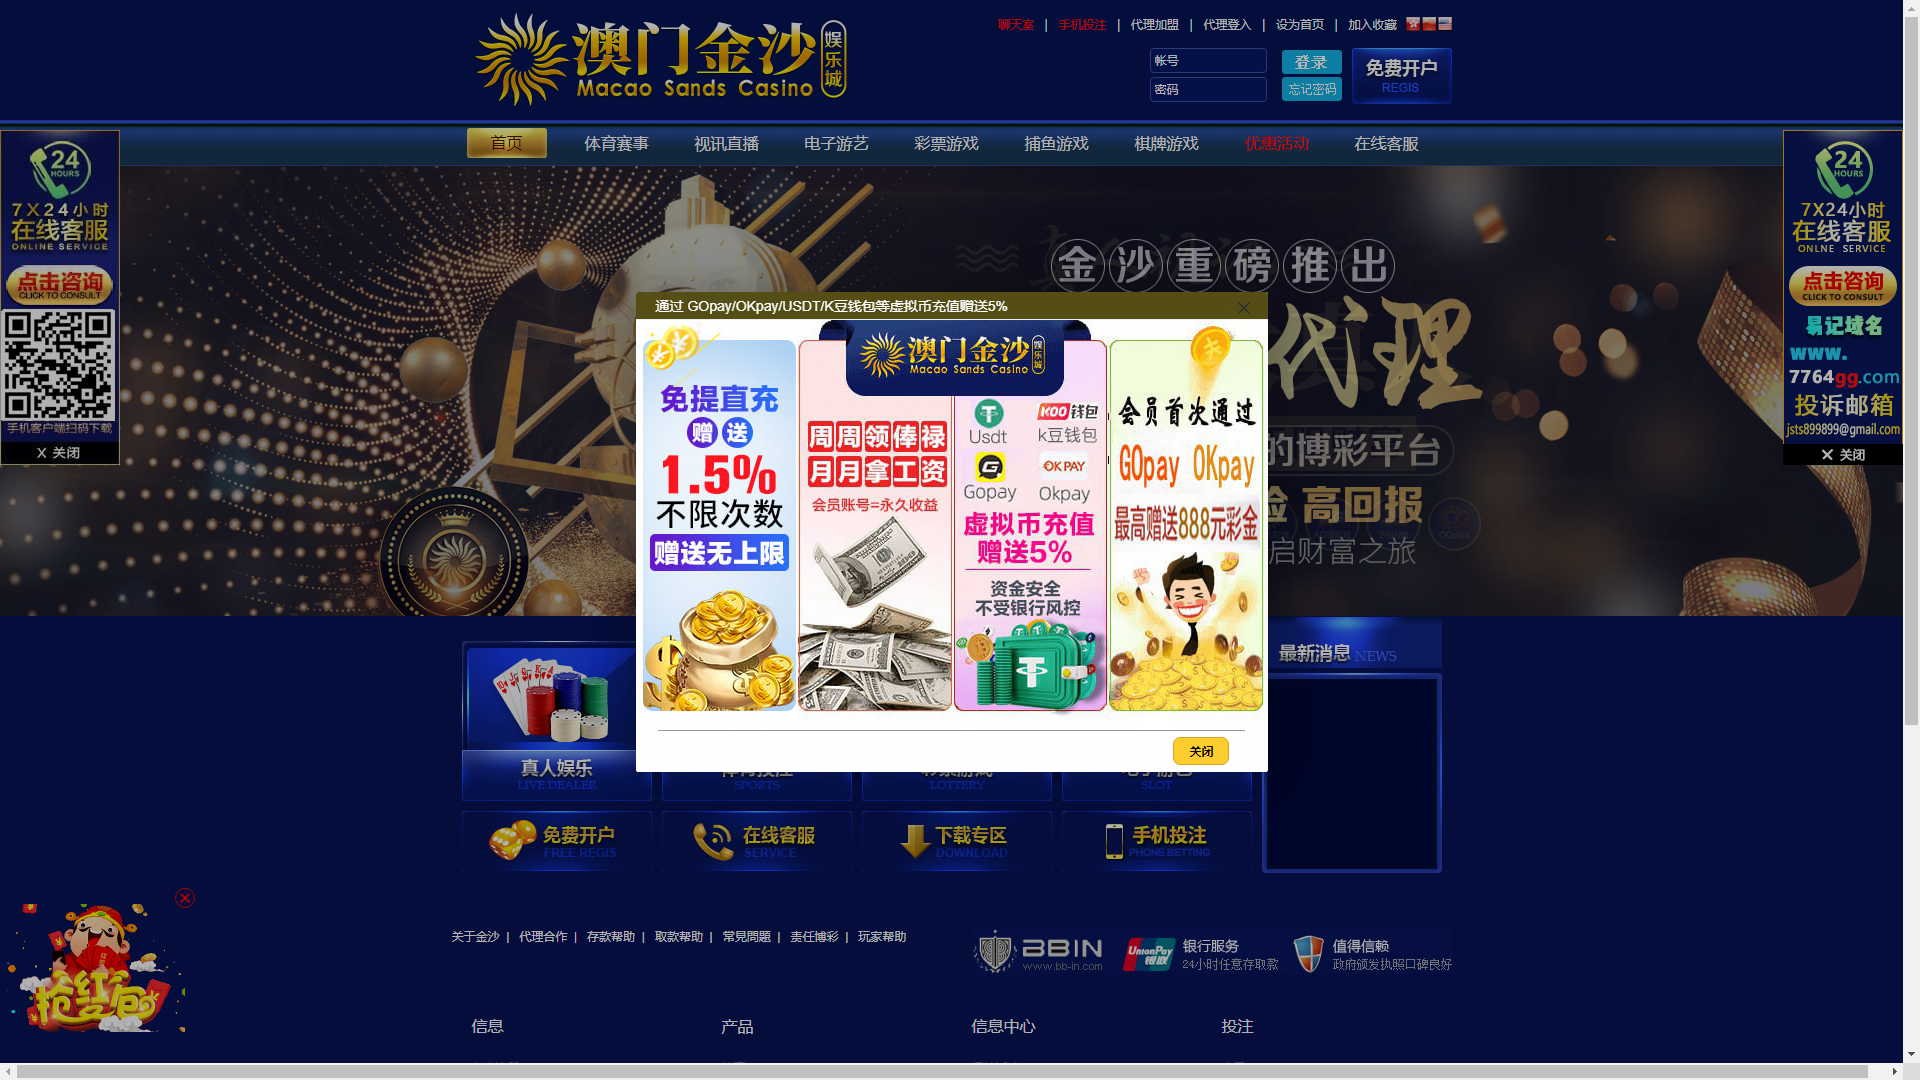 澳门金沙
娱乐城
Macao Sands Casino
聊天室 | 手机投注 | 代理加盟 | 代理登入 | 设为首页 | 加入收藏
帐号
登录
密码
忘记密码
免费开户
REGIS
首页
体育赛事
视讯直播
电子游艺
彩票游戏
捕鱼游戏
棋牌游戏
优惠活动
在线客服
24
HOURS
7X24小时
在线客服
ONLINE SERVICE
点击咨询
CLICK TO CONSULT
手机客户端扫码下载
X 关闭
24
HOURS
7X24小时
在线客服
ONLNE SERVICE
点击咨询
CLICK TO CONSULT
易记域名
www.
7764gg.com
投诉邮箱
jsts899899@gmail.com
✕ 关闭
金沙重磅推出
代理
的博彩平台
高回报
启财富之旅
通过 GOpay/OKpay/USDT/K豆钱包等虚拟币充值赠送5%
澳门金沙
娱乐城
Macao Sands Casino
免提直充
赠送
1.5%
不限次数
赠送无上限
周周领俸禄
月月拿工资
会员账号=永久收益
Usdt
KOO钱包
k豆钱包
Gopay
OKPAY
Okpay
虚拟币充值
赠送5%
资金安全
不受银行风控
会员首次通过
GOpay OKpay
最高赠送888元彩金
关闭
最新消息 NEWS
真人娱乐
LIVE DEALER
SPORTS
LOTTERY
SLOT
免费开户
FREE REGIS
在线客服
SERVICE
下载专区
DOWNLOAD
手机投注
PHONE BETTING
抢红包
关于金沙 | 代理合作 | 存款帮助 | 取款帮助 | 常見問題 | 责任博彩 | 玩家帮助
BBIN
www.bb-in.com
UnionPay
银联
银行服务
24小时任意存取款
值得信赖
政府颁发执照口碑良好
信息
产品
信息中心
投注